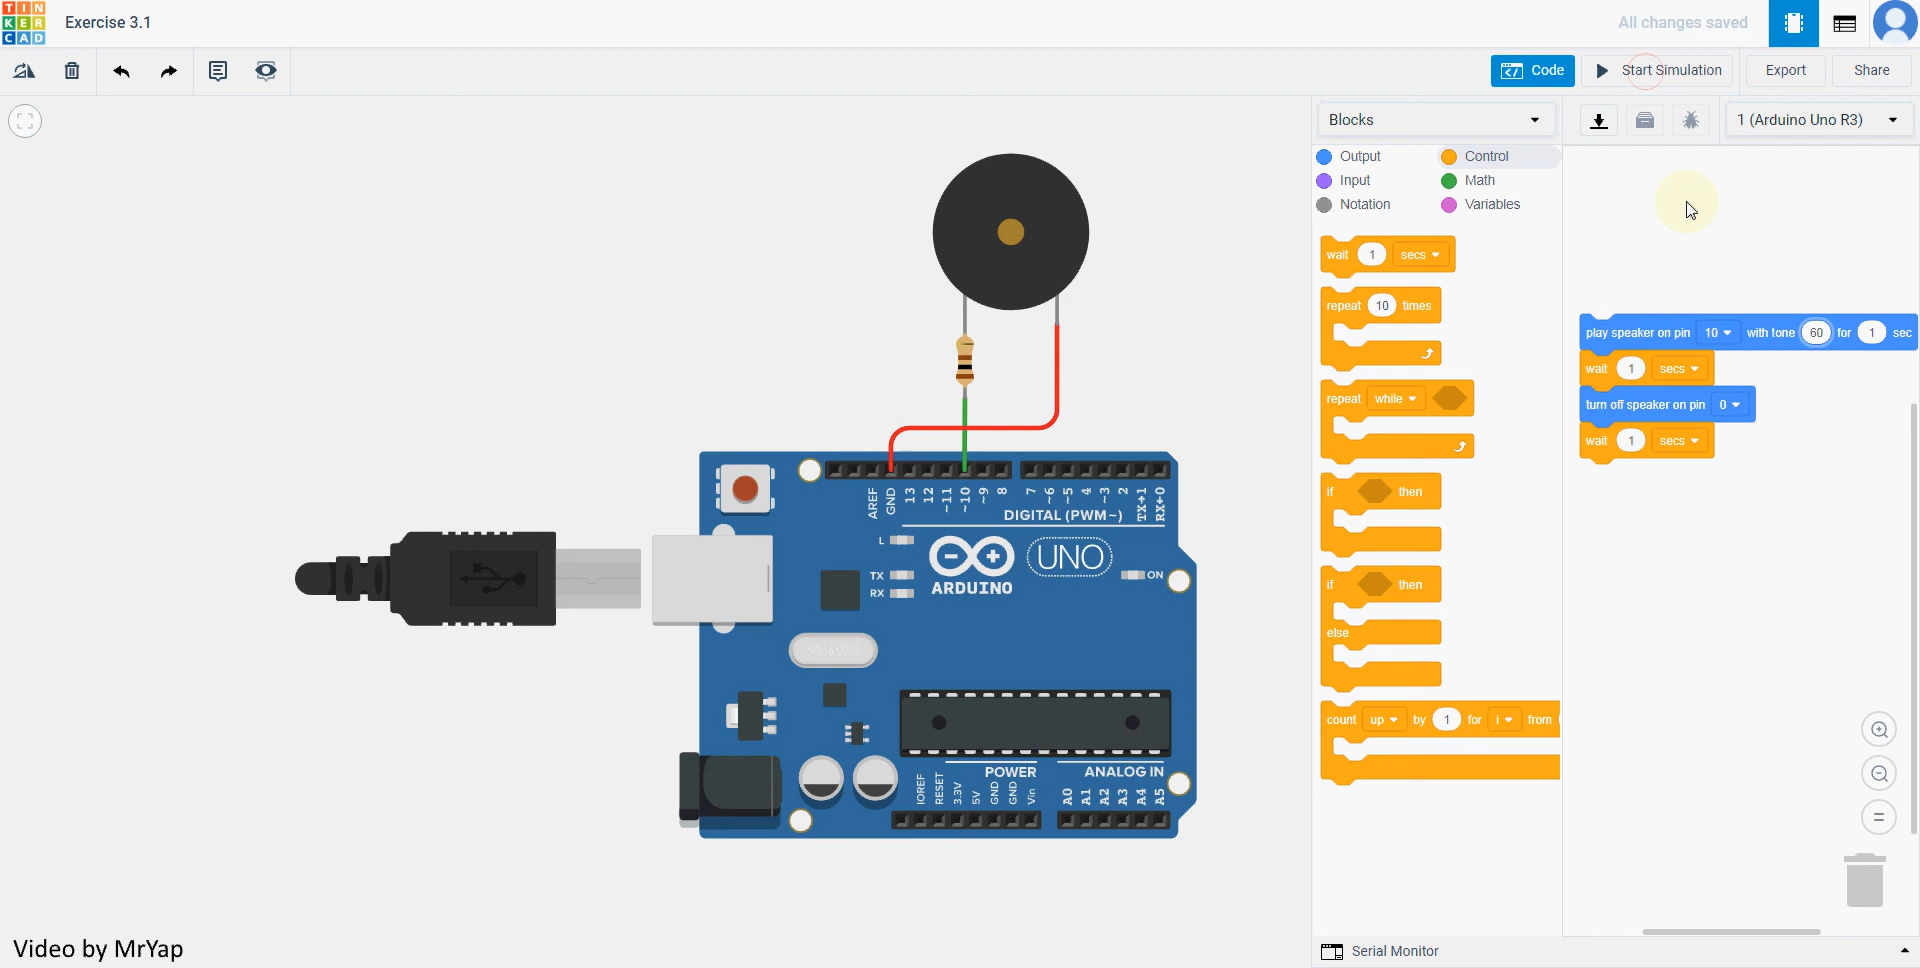 TIN
KER
CAD
Exercise 3.1
All changes saved
Code
Start Simulation
Export
Share
Blocks
1 (Arduino Uno R3)
Output
Control
Input
Math
Notation
Variables
wait 1 secs
repeat 10 times
repeat while
if then
if then
else
count up by 1 for i from
play speaker on pin 10 with tone 60 for 1 sec
wait 1 secs
turn off speaker on pin 0
wait 1 secs
AREF
GND
13
12
~11
~10
~9
8
7
~6
~5
4
~3
2
TX→1
RX←0
DIGITAL (PWM~)
L
TX
RX
ARDUINO
UNO
ON
POWER
ANALOG IN
IOREF
RESET
3.3V
5V
GND
GND
Vin
A0
A1
A2
A3
A4
A5
Serial Monitor
Video by MrYap